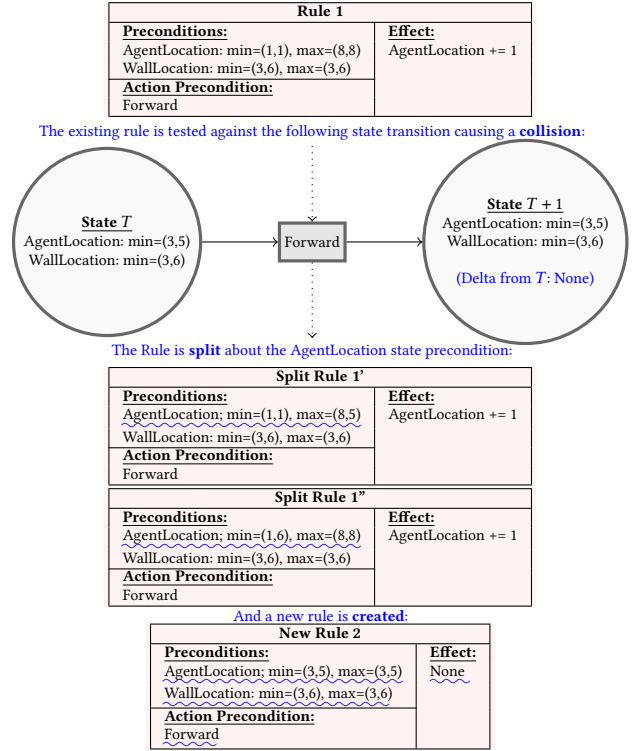 Rule 1
Preconditions:
AgentLocation: min=(1,1), max=(8,8)
WallLocation: min=(3,6), max=(3,6)
Action Precondition:
Forward
Effect:
AgentLocation += 1
The existing rule is tested against the following state transition causing a collision:
State T
AgentLocation: min=(3,5)
WallLocation: min=(3,6)
Forward
State T + 1
AgentLocation: min=(3,5)
WallLocation: min=(3,6)
(Delta from T: None)
The Rule is split about the AgentLocation state precondition:
Split Rule 1'
Preconditions:
AgentLocation; min=(1,1), max=(8,5)
WallLocation: min=(3,6), max=(3,6)
Action Precondition:
Forward
Effect:
AgentLocation += 1
Split Rule 1"
Preconditions:
AgentLocation; min=(1,6), max=(8,8)
WallLocation: min=(3,6), max=(3,6)
Action Precondition:
Forward
Effect:
AgentLocation += 1
And a new rule is created:
New Rule 2
Preconditions:
AgentLocation; min=(3,5), max=(3,5)
WallLocation: min=(3,6), max=(3,6)
Action Precondition:
Forward
Effect:
None